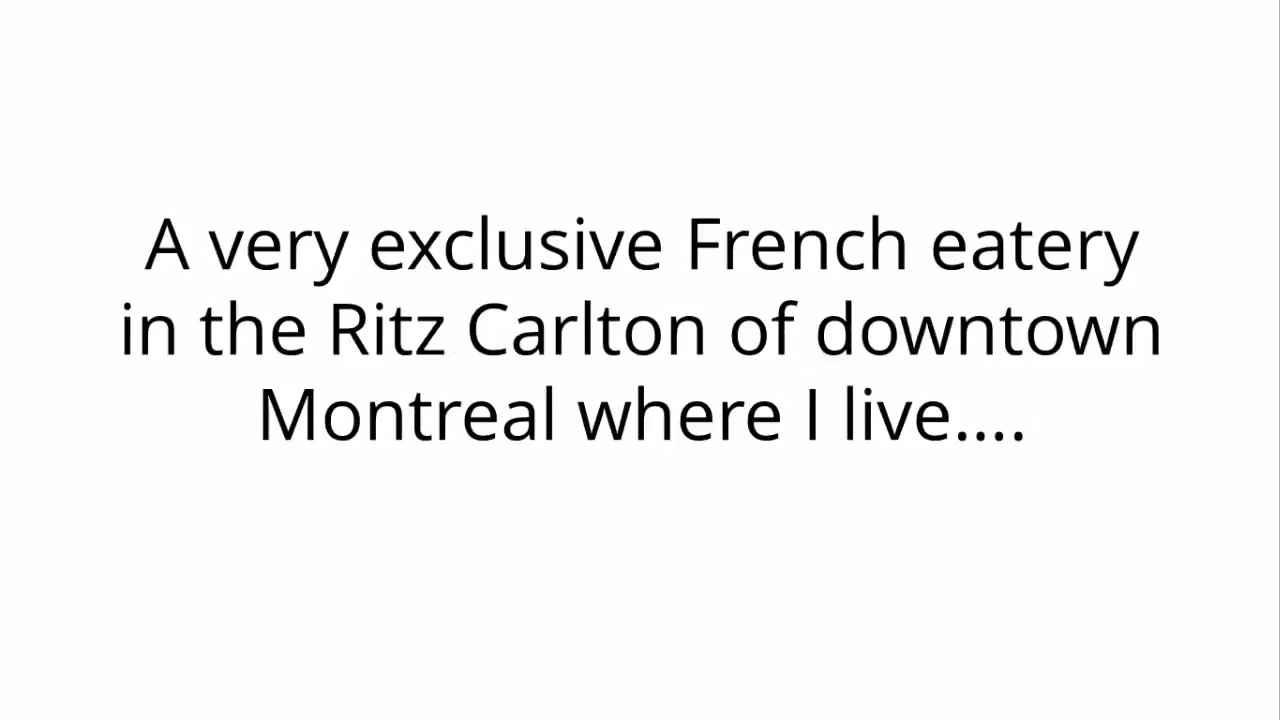 A very exclusive French eatery
in the Ritz Carlton of downtown
Montreal where I live....